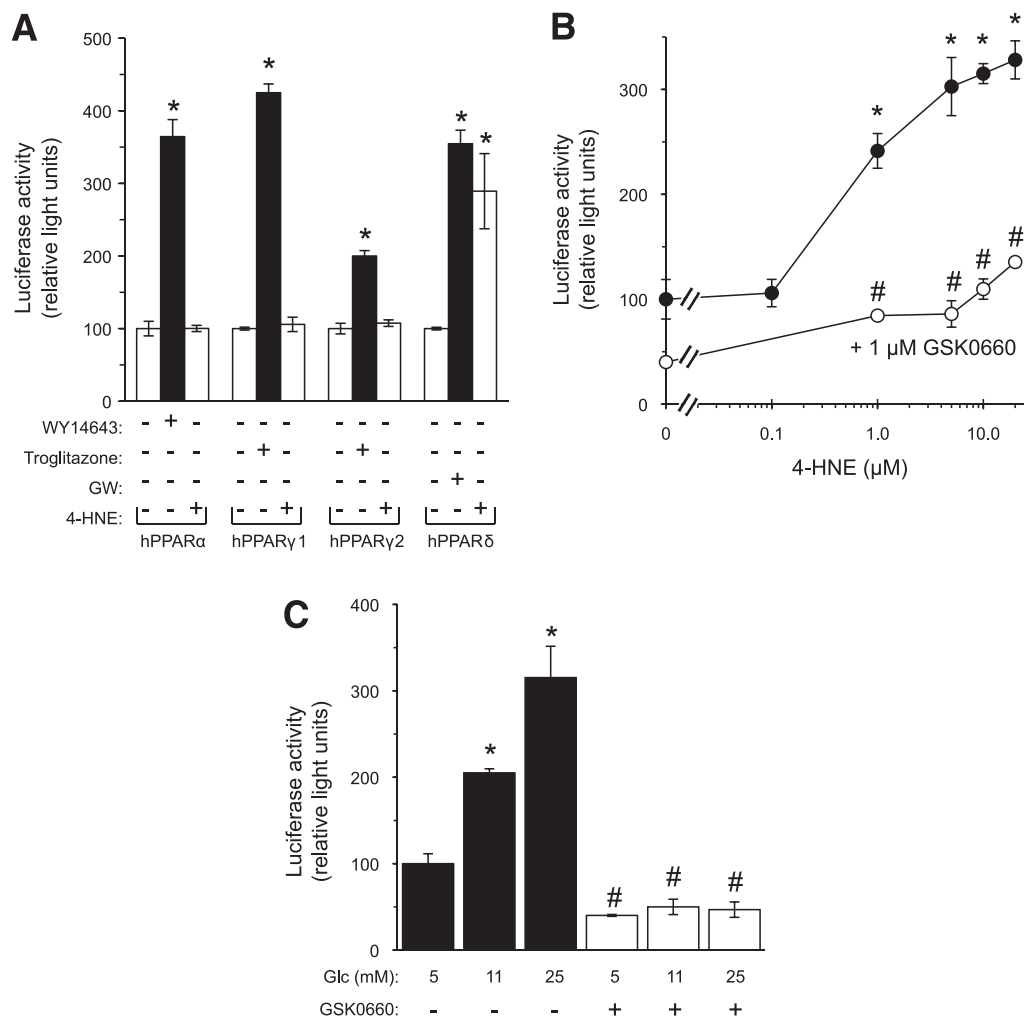 A
Luciferase activity
(relative light units)
500
400
300
200
100
0
* * * * *
WY14643: - + - - - - - - - - - -
Troglitazone: - - - - + - - + - - - -
GW: - - - - - - - - - - + -
4-HNE: - - + - - + - - + - - +
hPPARα hPPARγ1 hPPARγ2 hPPARδ
B
Luciferase activity
(relative light units)
300
200
100
0
* * * *
# # # #
+ 1 µM GSK0660
0 0.1 1.0 10.0
4-HNE (µM)
C
Luciferase activity
(relative light units)
400
300
200
100
0
* *
# # #
Glc (mM): 5 11 25 5 11 25
GSK0660: - - - + + +